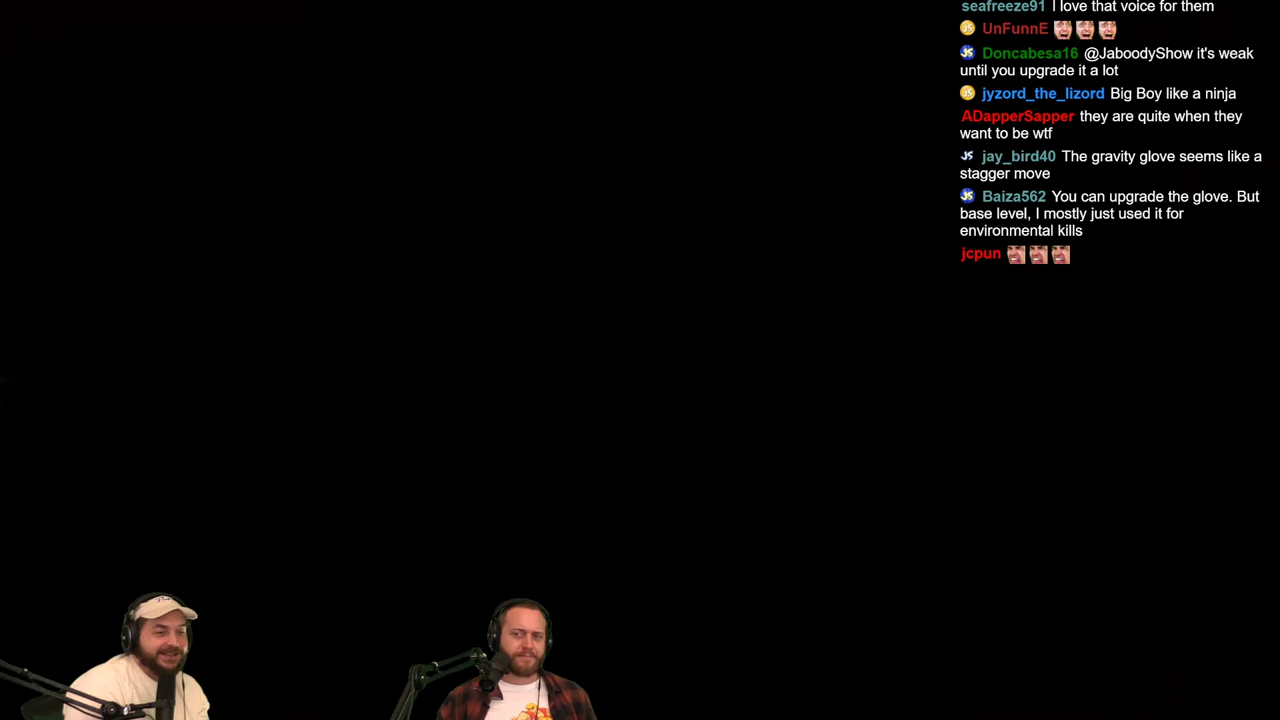 seafreeze91 I love that voice for them
UnFunnE
Doncabesa16 @JaboodyShow it's weak
until you upgrade it a lot
jyzord_the_lizord Big Boy like a ninja
ADapperSapper they are quite when they
want to be wtf
jay_bird40 The gravity glove seems like a
stagger move
Baiza562 You can upgrade the glove. But
base level, I mostly just used it for
environmental kills
jcpun